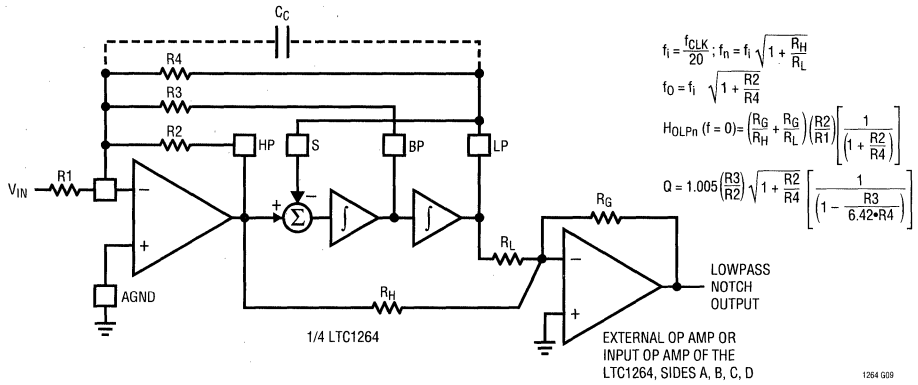 C_C
R4
R3
R2
HP
S
BP
LP
V_IN
R1
−
+
+
−
Σ
∫
∫
R_G
R_L
−
+
AGND
R_H
LOWPASS
NOTCH
OUTPUT
1/4 LTC1264
EXTERNAL OP AMP OR
INPUT OP AMP OF THE
LTC1264, SIDES A, B, C, D
f_i = f_CLK/20 ; f_n = f_i √(1 + R_H/R_L)
f_O = f_i √(1 + R2/R4)
H_OLPn (f = 0) = (R_G/R_H + R_G/R_L)(R2/R1)[1/(1 + R2/R4)]
Q = 1.005 (R3/R2) √(1 + R2/R4) [1/(1 − R3/6.42•R4)]
1264 G09